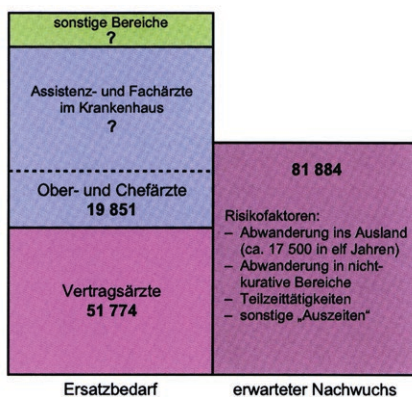 sonstige Bereiche
?
Assistenz- und Fachärzte
im Krankenhaus
?
Ober- und Chefärzte
19 851
Vertragsärzte
51 774
Ersatzbedarf
81 884
Risikofaktoren:
– Abwanderung ins Ausland
(ca. 17 500 in elf Jahren)
– Abwanderung in nicht-
kurative Bereiche
– Teilzeittätigkeiten
– sonstige „Auszeiten“
erwarteter Nachwuchs